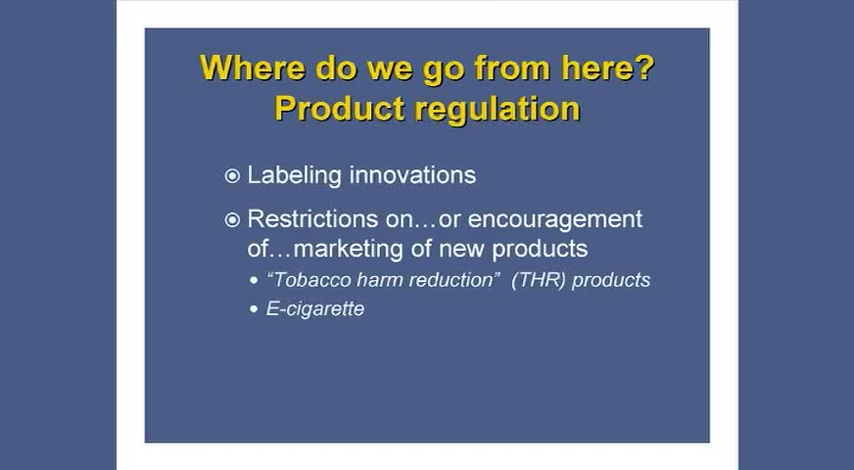 Where do we go from here?
Product regulation
Labeling innovations
Restrictions on…or encouragement
of…marketing of new products
“Tobacco harm reduction” (THR) products
E-cigarette